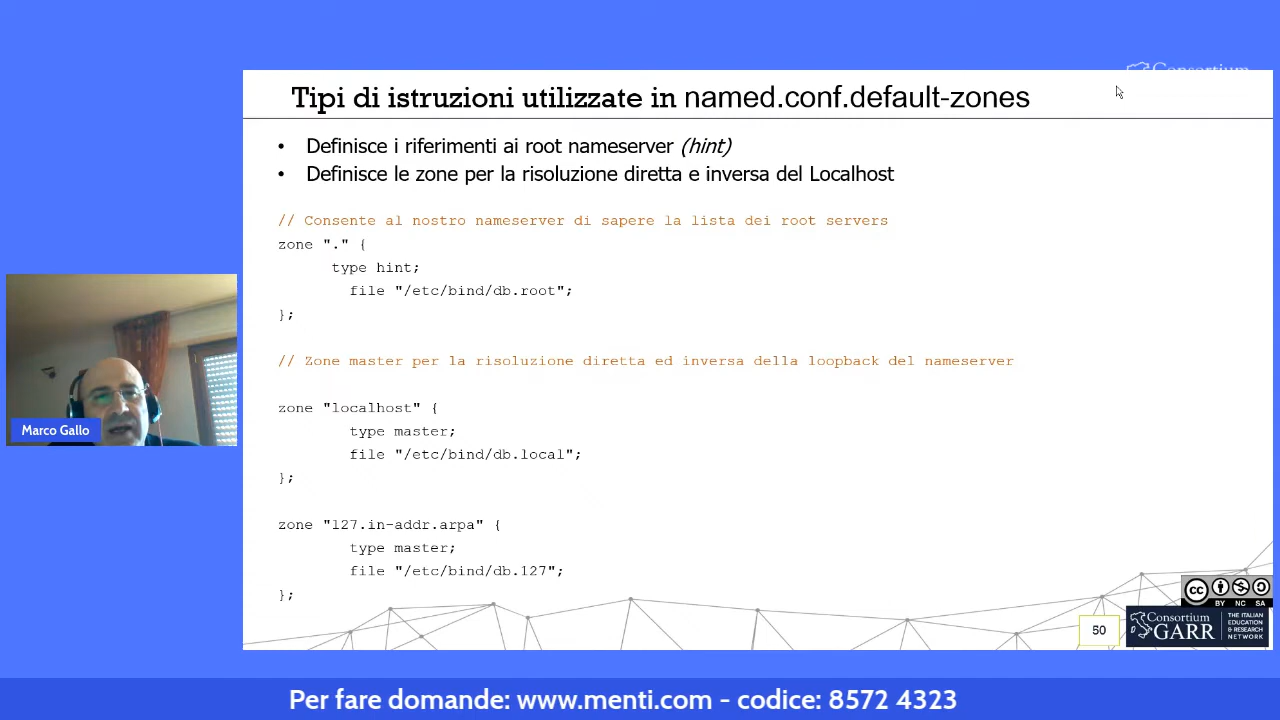 Consortium
Tipi di istruzioni utilizzate in named.conf.default-zones
• Definisce i riferimenti ai root nameserver (hint)
• Definisce le zone per la risoluzione diretta e inversa del Localhost
// Consente al nostro nameserver di sapere la lista dei root servers
zone "." {
type hint;
file "/etc/bind/db.root";
};
// Zone master per la risoluzione diretta ed inversa della loopback del nameserver
zone "localhost" {
type master;
file "/etc/bind/db.local";
};
zone "127.in-addr.arpa" {
type master;
file "/etc/bind/db.127";
};
Marco Gallo
cc
BY NC SA
50
Consortium
GARR
THE ITALIAN
EDUCATION
& RESEARCH
NETWORK
Per fare domande: www.menti.com - codice: 8572 4323